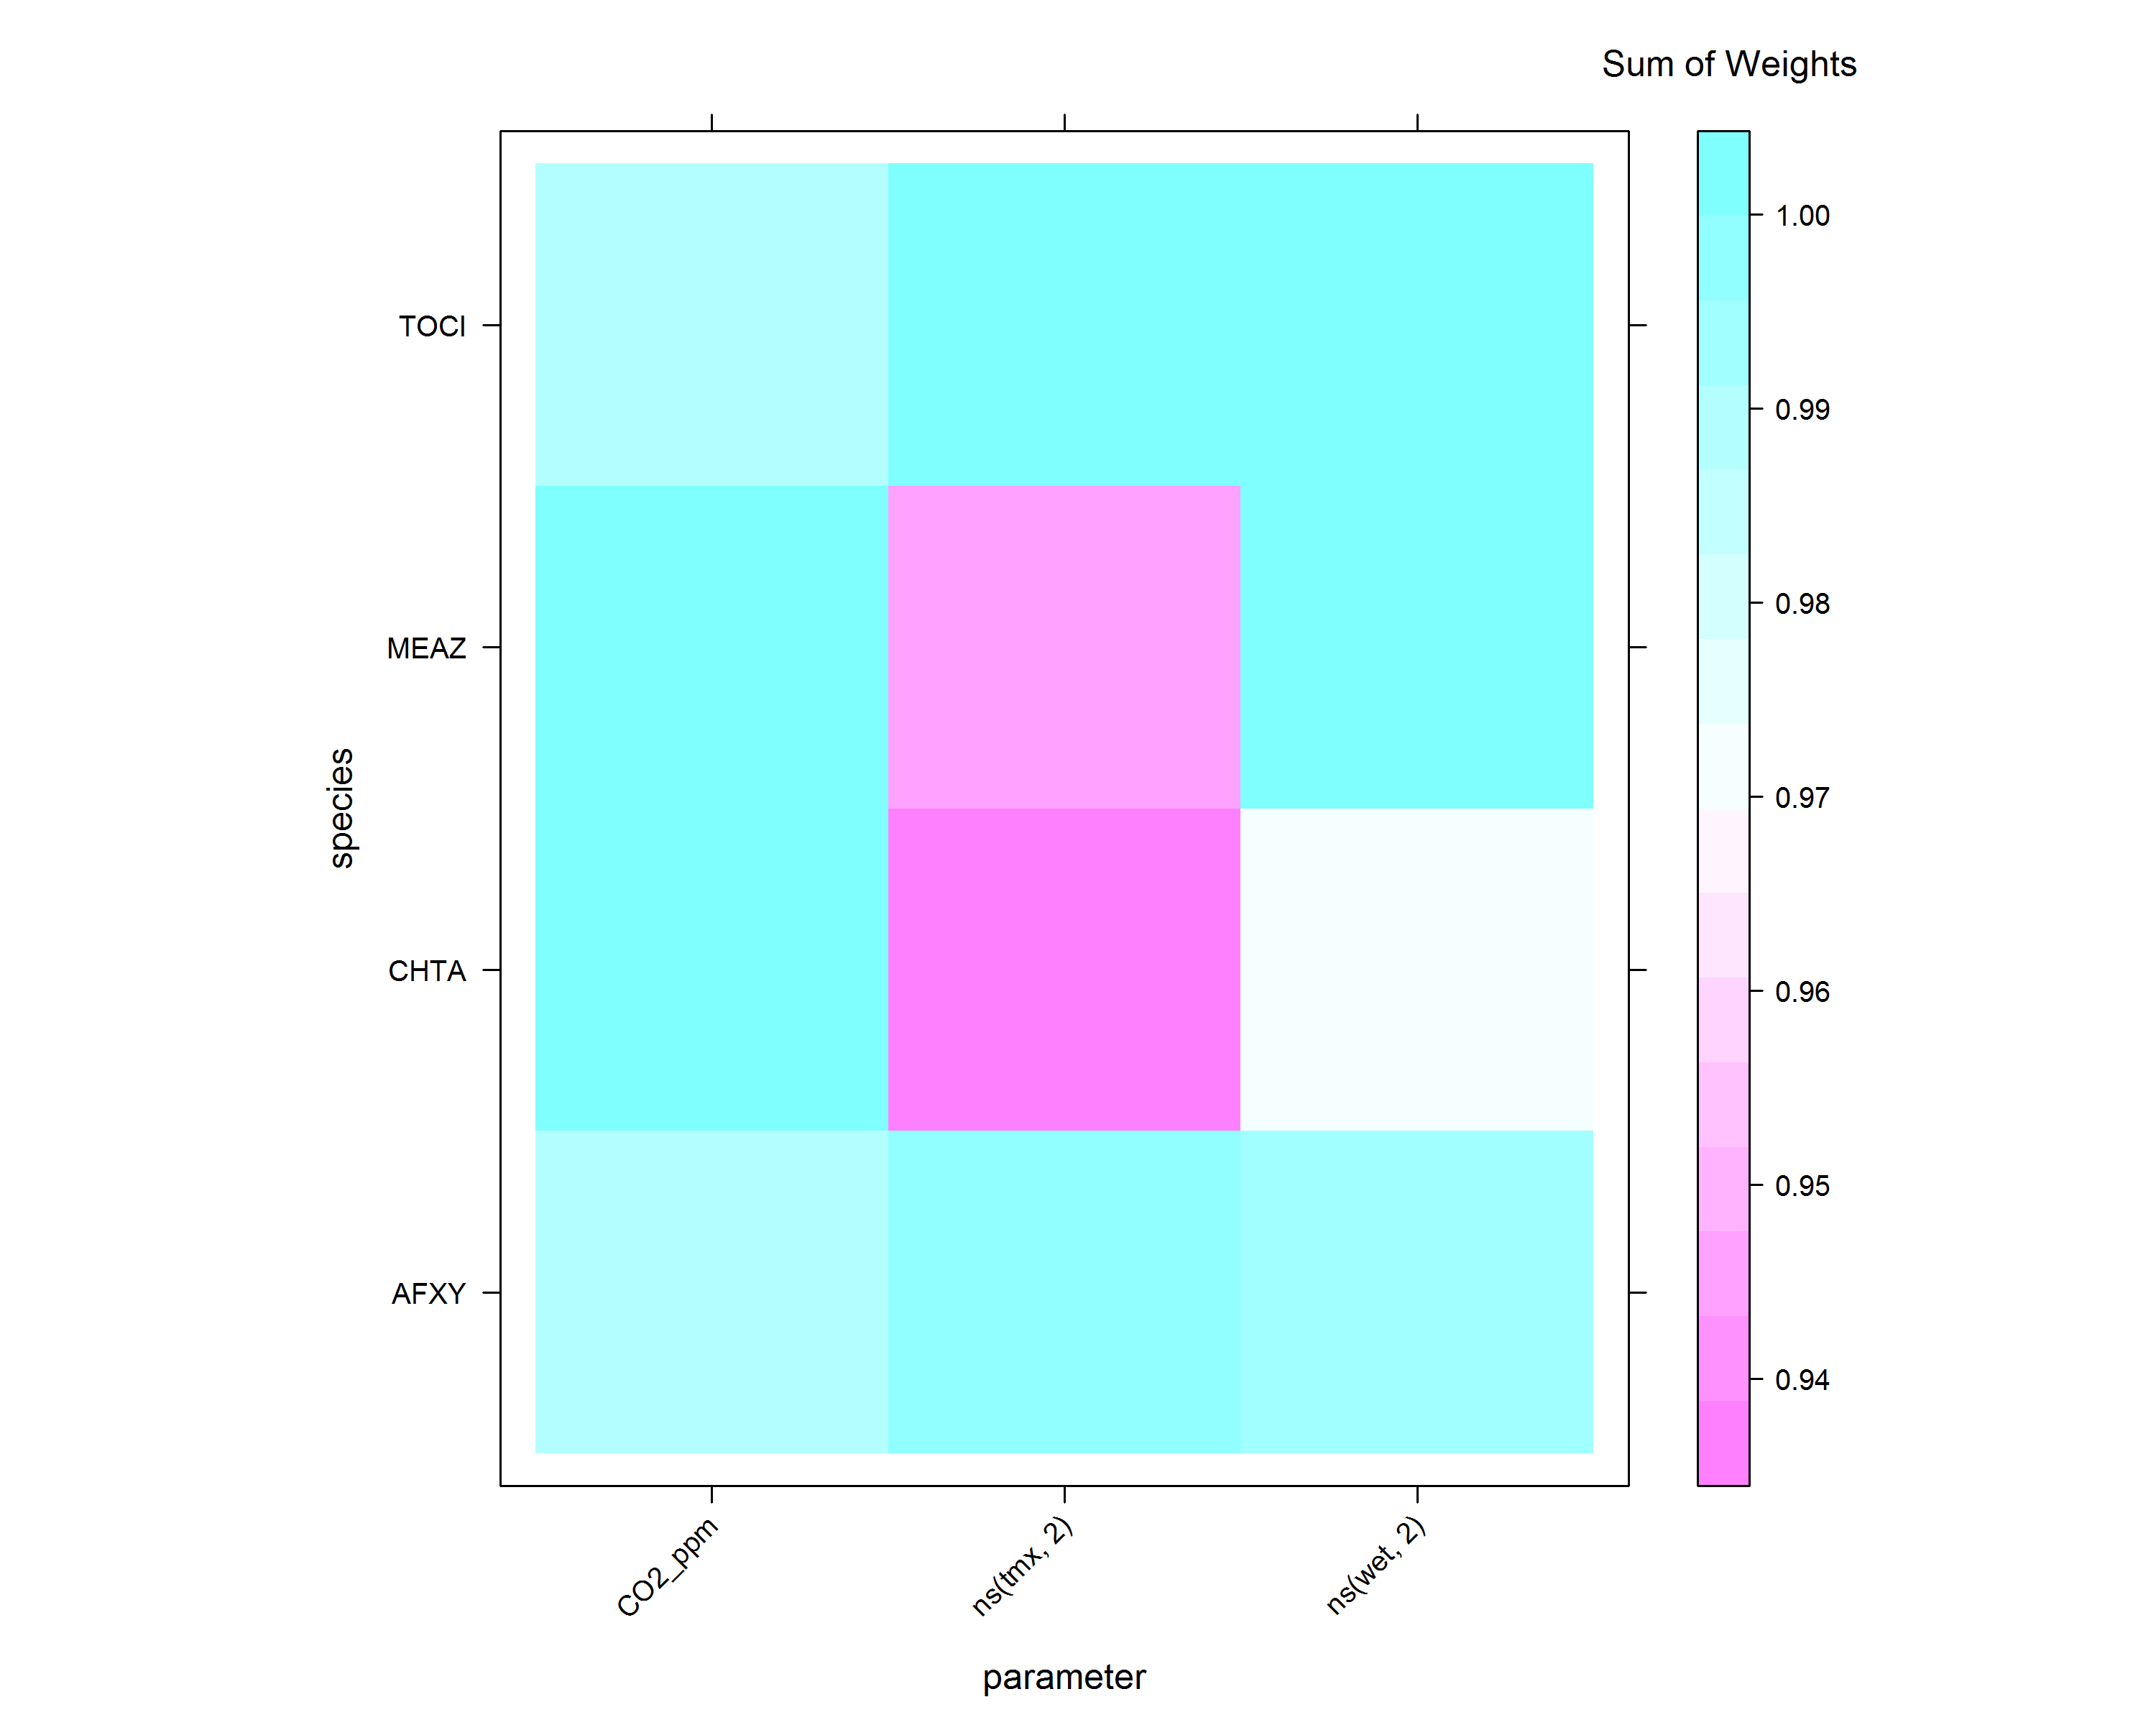 Sum of Weights
1.00
0.99
0.98
0.97
0.96
0.95
0.94
TOCI
MEAZ
CHTA
AFXY
species
CO2_ppm
ns(tmx, 2)
ns(wet, 2)
parameter